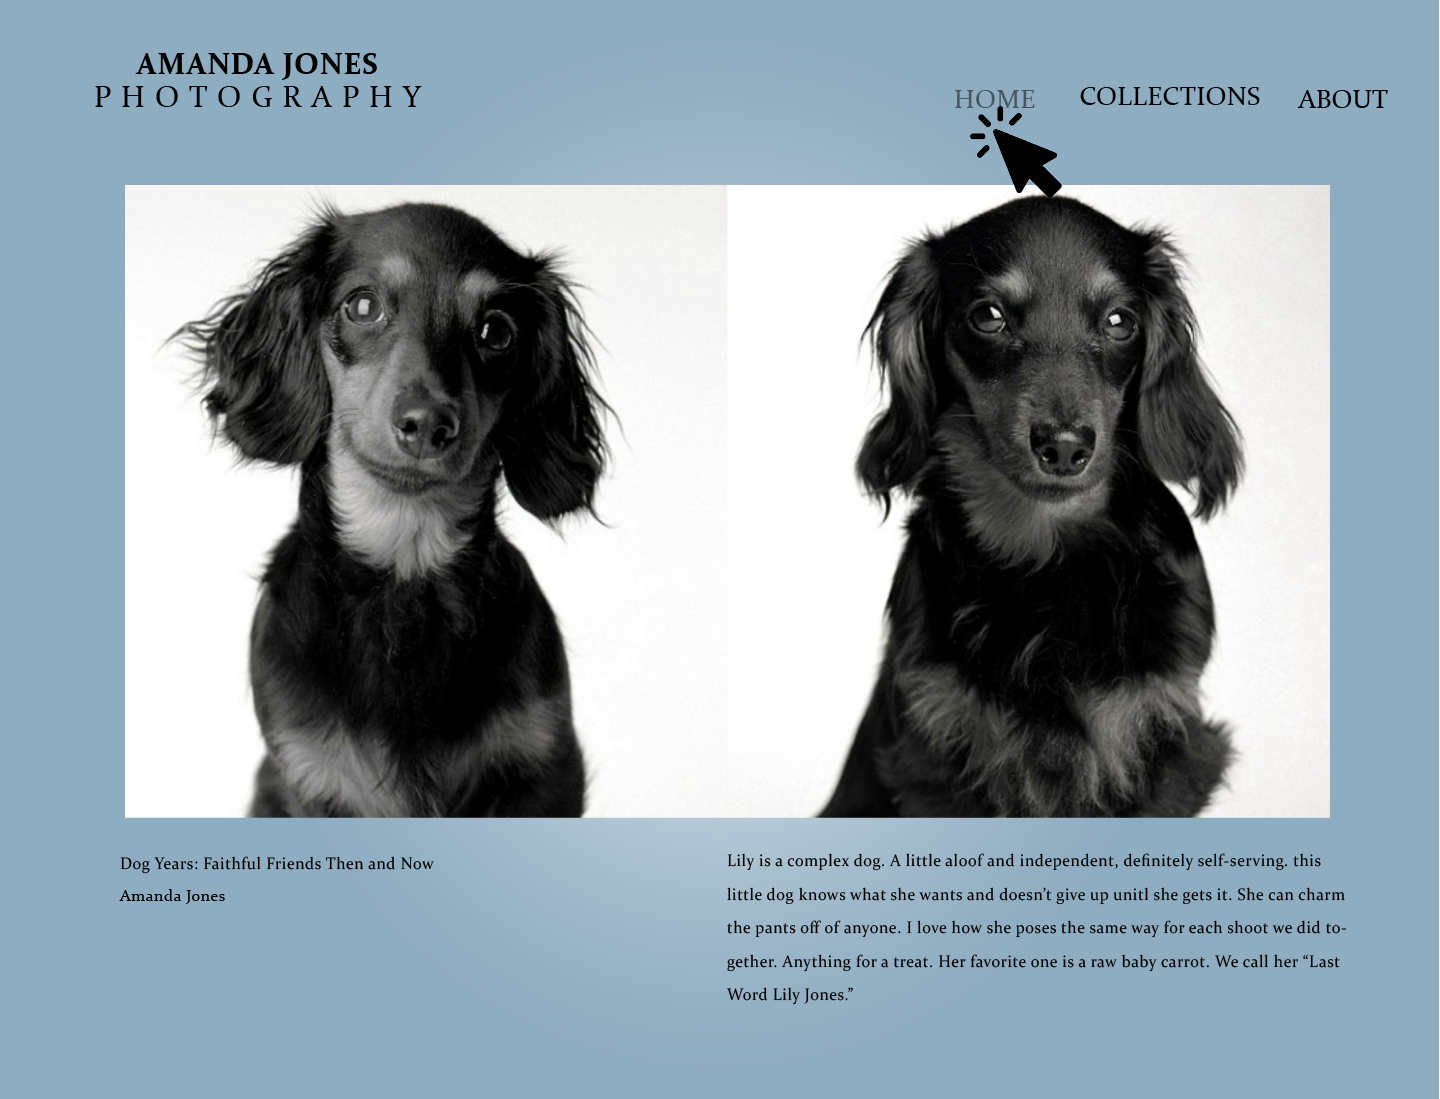 AMANDA JONES
PHOTOGRAPHY
HOME
COLLECTIONS
ABOUT
Dog Years: Faithful Friends Then and Now
Amanda Jones
Lily is a complex dog. A little aloof and independent, definitely self-serving. this
little dog knows what she wants and doesn’t give up unitl she gets it. She can charm
the pants off of anyone. I love how she poses the same way for each shoot we did to-
gether. Anything for a treat. Her favorite one is a raw baby carrot. We call her “Last
Word Lily Jones.”